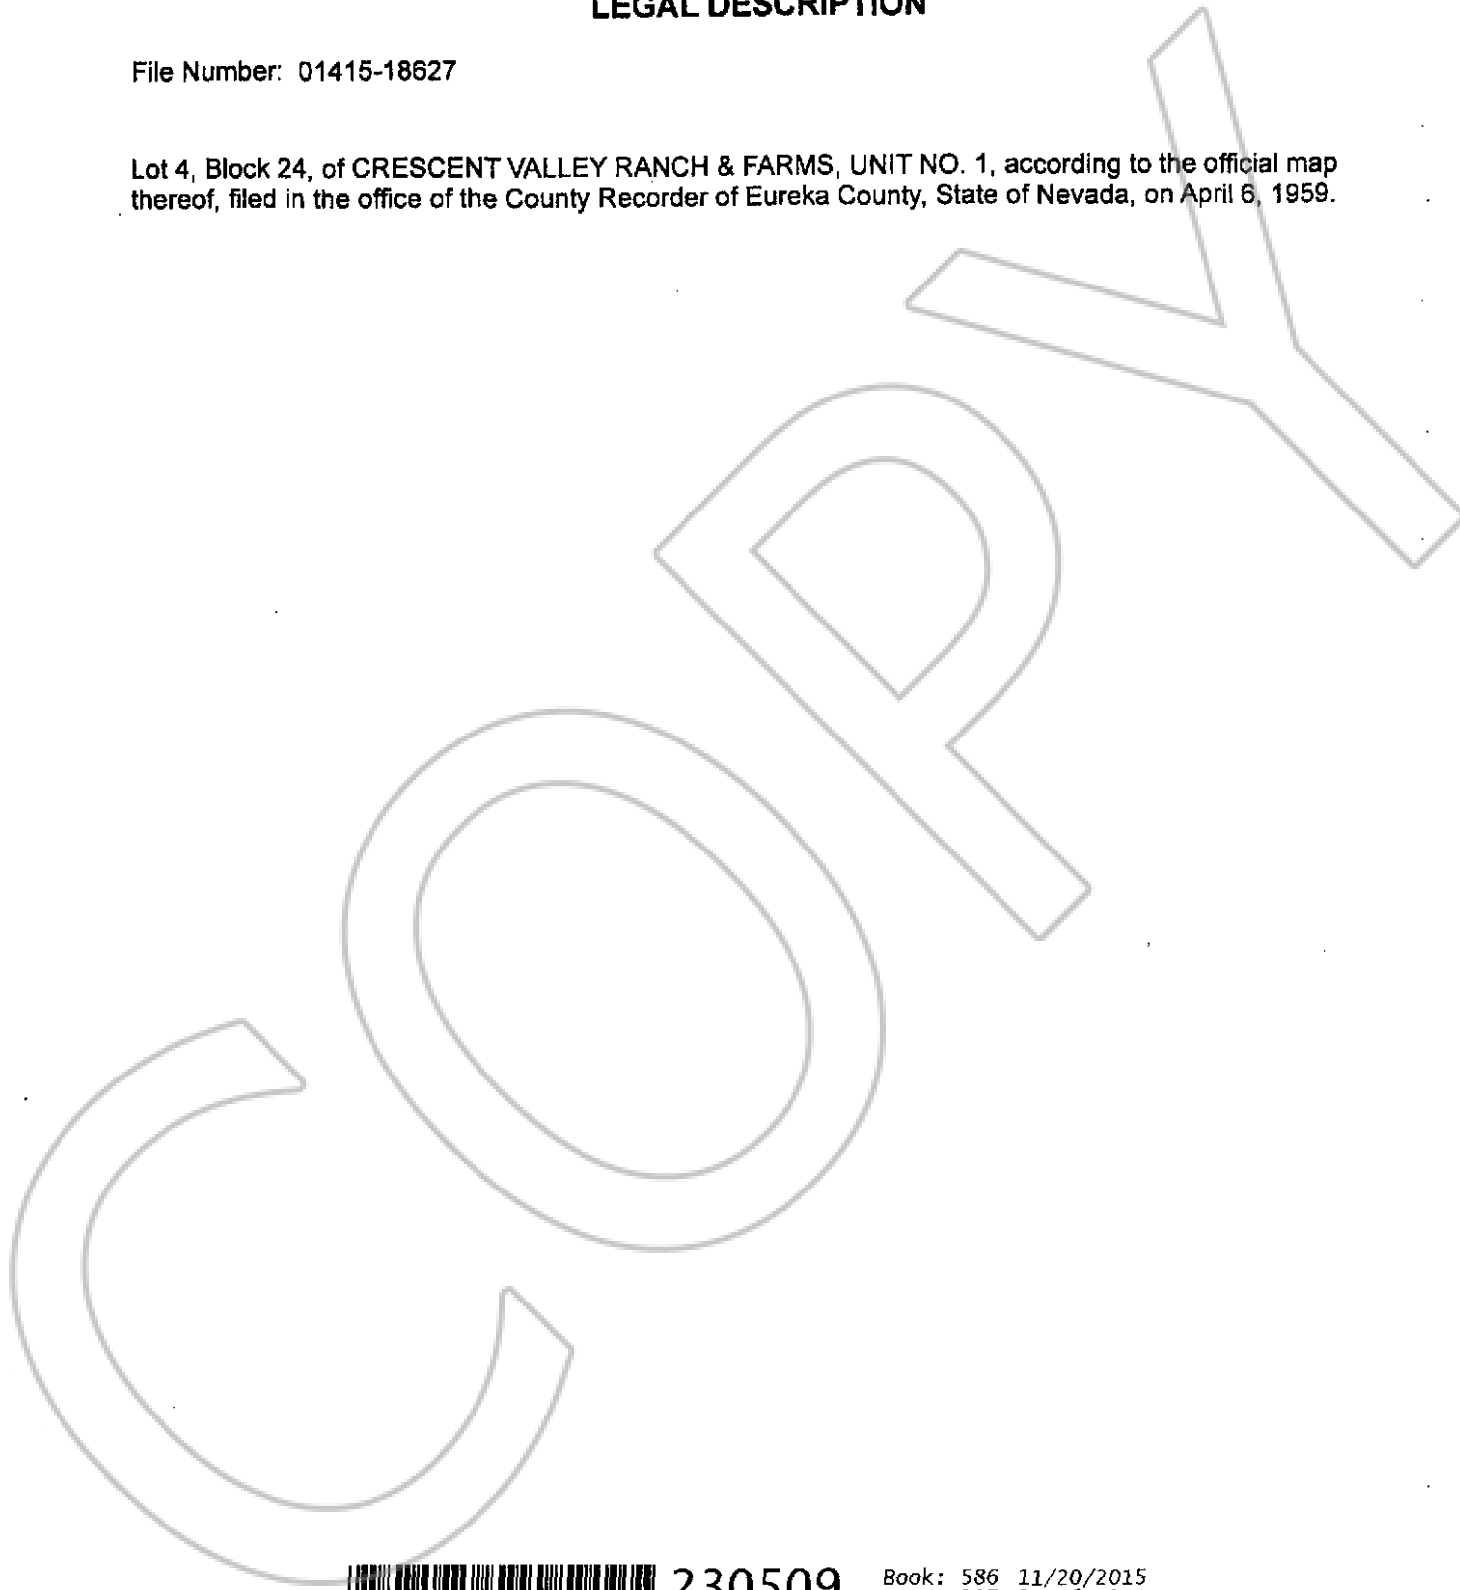 LEGAL DESCRIPTION
File Number: 01415-18627
Lot 4, Block 24, of CRESCENT VALLEY RANCH & FARMS, UNIT NO. 1, according to the official map
thereof, filed in the office of the County Recorder of Eureka County, State of Nevada, on April 6, 1959.
COPY
230509 Book: 586 11/20/2015